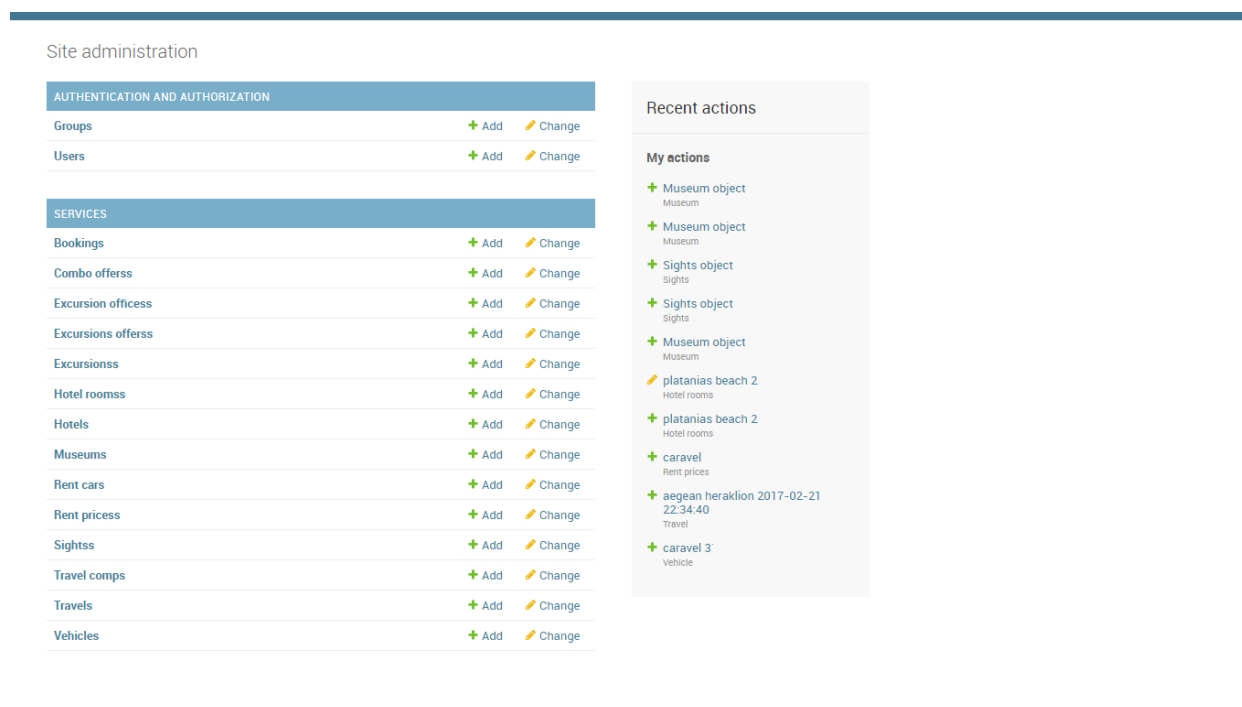 Site administration
AUTHENTICATION AND AUTHORIZATION
Groups Add Change
Users Add Change
SERVICES
Bookings Add Change
Combo offerss Add Change
Excursion officess Add Change
Excursions offerss Add Change
Excursionss Add Change
Hotel roomss Add Change
Hotels Add Change
Museums Add Change
Rent cars Add Change
Rent pricess Add Change
Sightss Add Change
Travel comps Add Change
Travels Add Change
Vehicles Add Change
Recent actions
My actions
Museum object
Museum
Museum object
Museum
Sights object
Sights
Sights object
Sights
Museum object
Museum
platanias beach 2
Hotel rooms
platanias beach 2
Hotel rooms
caravel
Rent prices
aegean heraklion 2017-02-21
22:34:40
Travel
caravel 3΄
Vehicle